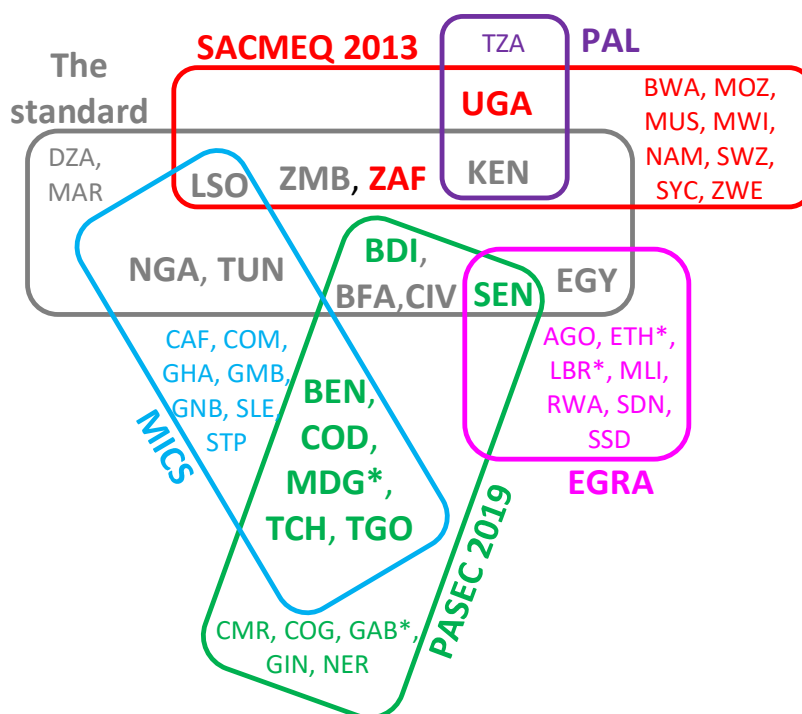 SACMEQ 2013
TZA
PAL
The
standard
UGA
BWA, MOZ,
MUS, MWI,
NAM, SWZ,
SYC, ZWE
DZA,
MAR
LSO
ZMB, ZAF
KEN
NGA, TUN
BDI,
BFA,CIV
SEN
EGY
CAF, COM,
GHA, GMB,
GNB, SLE,
STP
MICS
BEN,
COD,
MDG*,
TCH, TGO
AGO, ETH*,
LBR*, MLI,
RWA, SDN,
SSD
EGRA
PASEC 2019
CMR, COG, GAB*,
GIN, NER